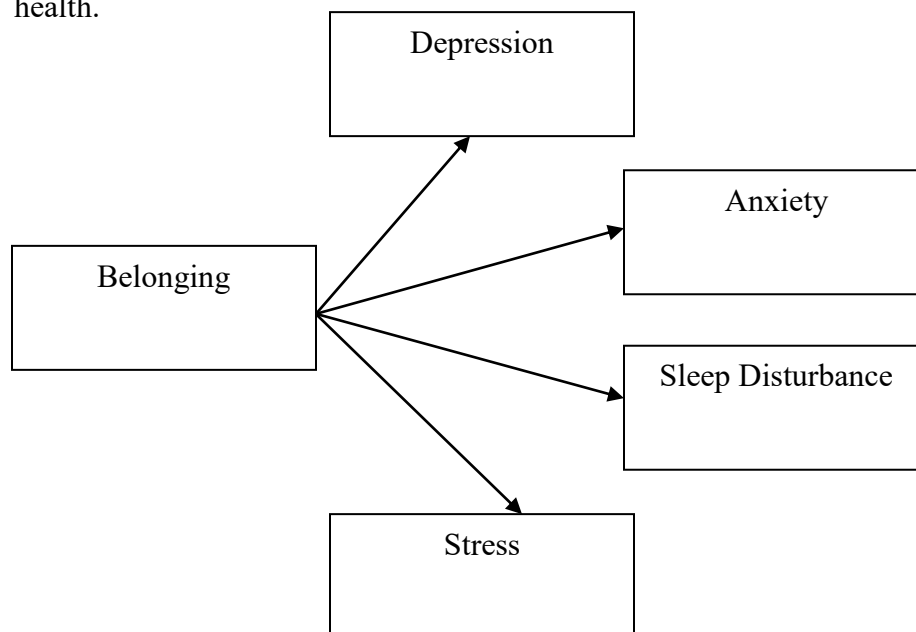 health.
Depression
Anxiety
Belonging
Sleep Disturbance
Stress